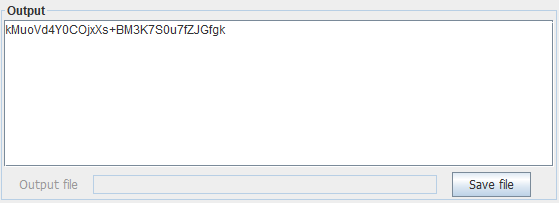 Output
kMuoVd4Y0COjxXs+BM3K7S0u7fZJGfgk
Output file
Save file